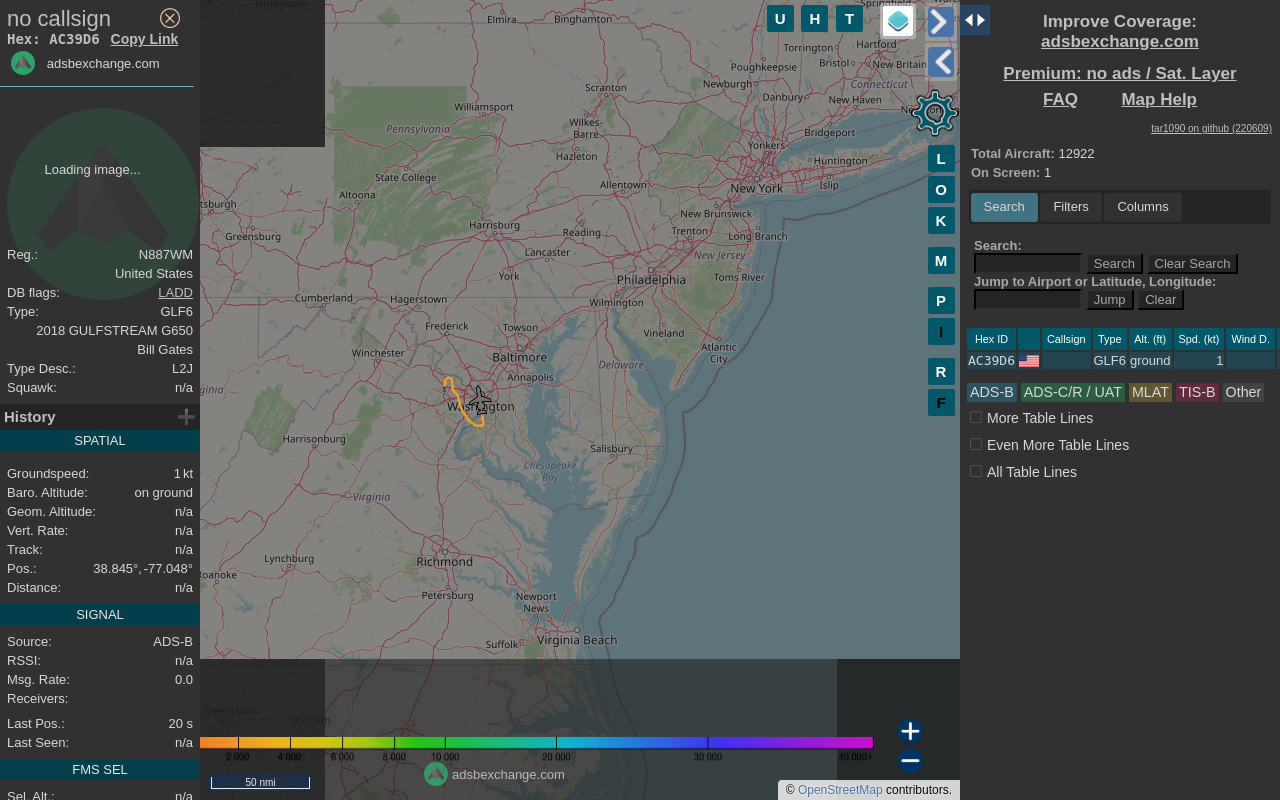 no callsign
Hex: AC39D6 Copy Link
adsbexchange.com
Loading image...
Reg.: N887WM
United States
DB flags: LADD
Type: GLF6
2018 GULFSTREAM G650
Bill Gates
Type Desc.: L2J
Squawk: n/a
History
SPATIAL
Groundspeed: 1 kt
Baro. Altitude: on ground
Geom. Altitude: n/a
Vert. Rate: n/a
Track: n/a
Pos.: 38.845°, -77.048°
Distance: n/a
SIGNAL
Source: ADS-B
RSSI: n/a
Msg. Rate: 0.0
Receivers:
Last Pos.: 20 s
Last Seen: n/a
FMS SEL
Sel. Alt.: n/a
Jamestown
Elmira
Binghamton
Springfield
Torrington
Hartford
Bristol
New Britain
Poughkeepsie
Newburgh
Connecticut
Scranton
Danbury
New Haven
Williamsport
Wilkes-
Barre
Bridgeport
Pennsylvania
Yonkers
Hazleton
Huntington
State College
Allentown
New York
Islip
Altoona
New Brunswick
Harrisburg
Reading
Trenton
Long Branch
Greensburg
Lancaster
New Jersey
York
Philadelphia
Toms River
Cumberland
Hagerstown
Wilmington
Frederick
Towson
Vineland
Winchester
Baltimore
Atlantic
City
Annapolis
Delaware
Washington
Harrisonburg
Salisbury
Chesapeake
Bay
Virginia
Lynchburg
Richmond
Roanoke
Petersburg
Newport
News
Suffolk
Virginia Beach
Greensboro
Durham
Pamlico
U H T
L
O
K
M
P
I
R
F
2 000 4 000 6 000 8 000 10 000 20 000 30 000 40 000+
50 nmi
adsbexchange.com
© OpenStreetMap contributors.
Improve Coverage:
adsbexchange.com
Premium: no ads / Sat. Layer
FAQ Map Help
tar1090 on github (220609)
Total Aircraft: 12922
On Screen: 1
Search Filters Columns
Search:
Search Clear Search
Jump to Airport or Latitude, Longitude:
Jump Clear
Hex ID Callsign Type Alt. (ft) Spd. (kt) Wind D.
AC39D6 GLF6 ground 1
ADS-B ADS-C/R / UAT MLAT TIS-B Other
More Table Lines
Even More Table Lines
All Table Lines